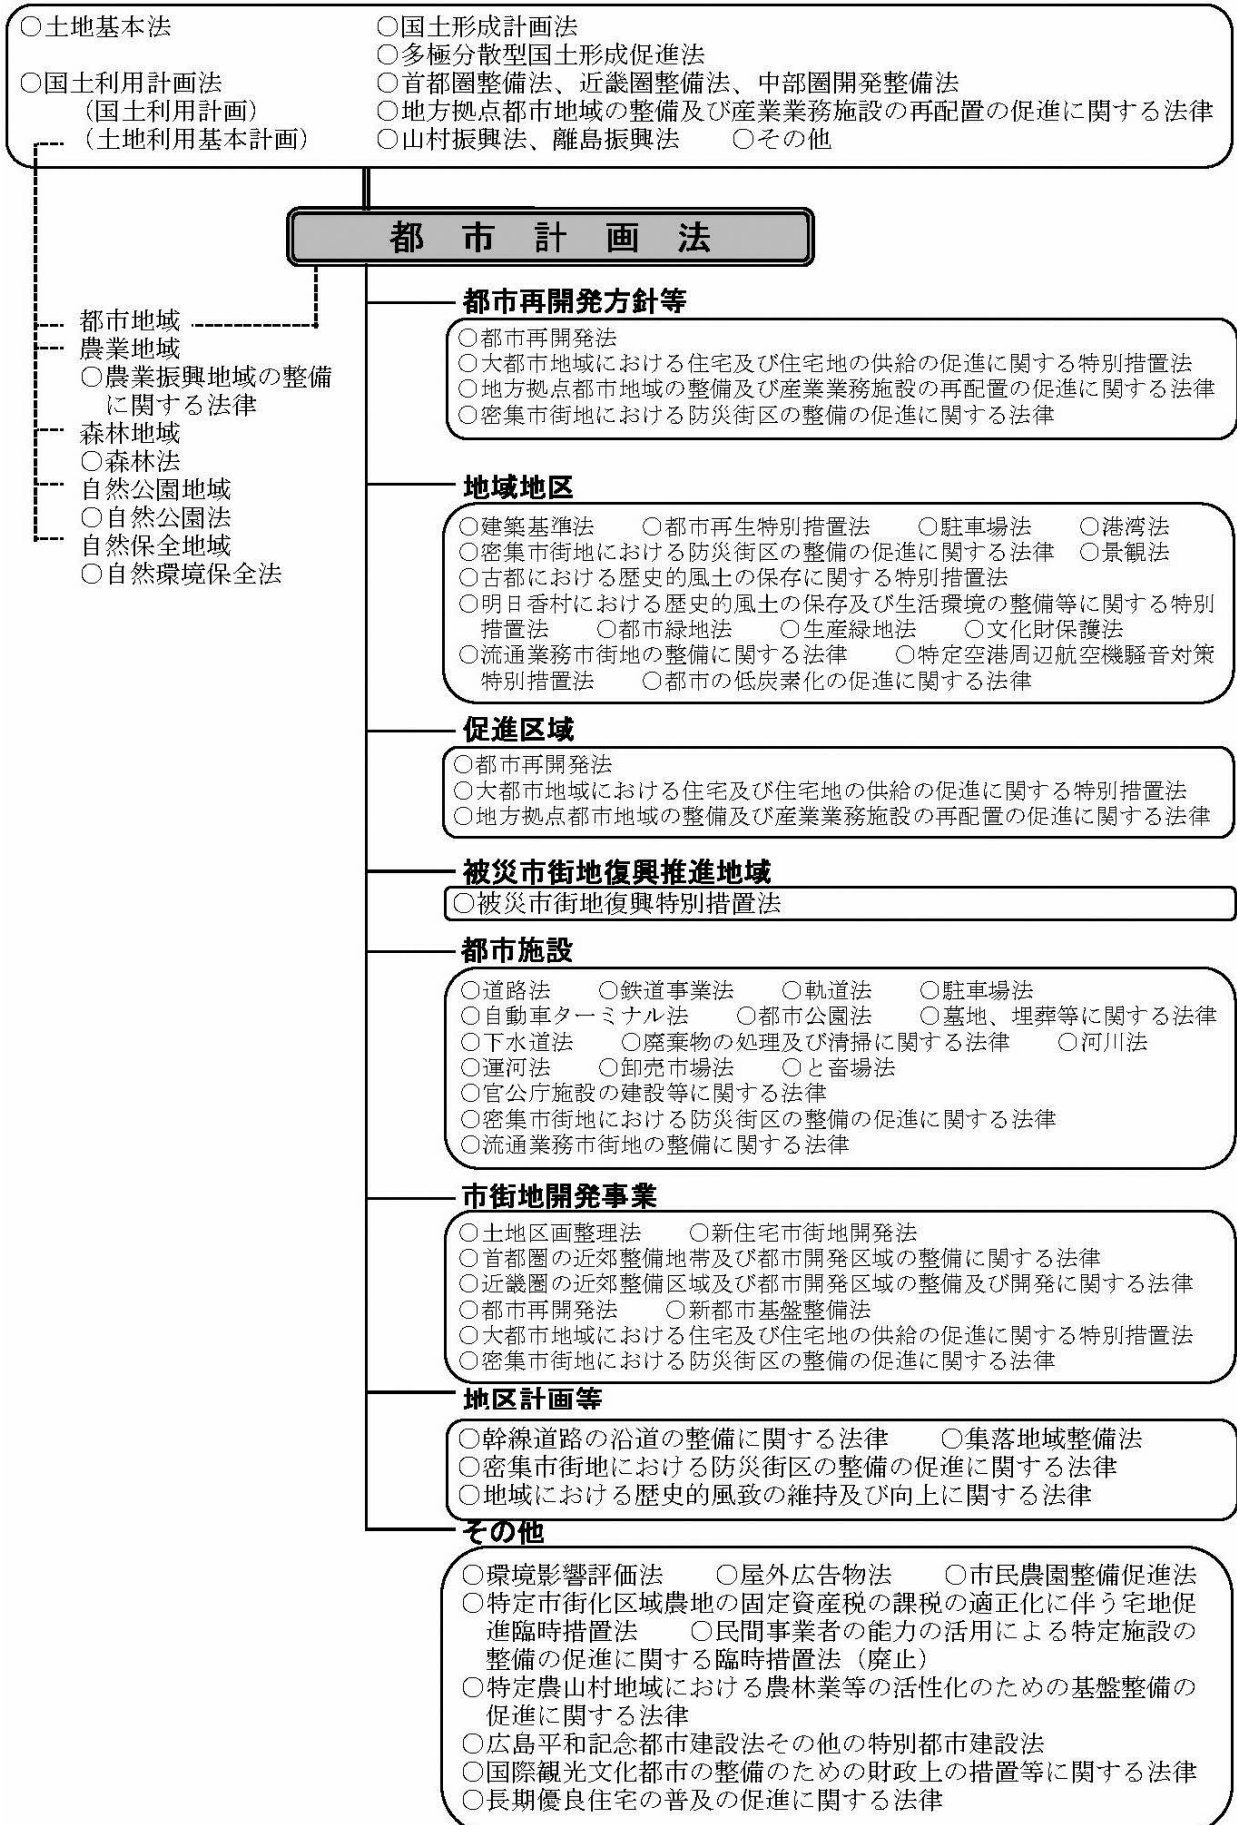 ○土地基本法 ○国土形成計画法
○多極分散型国土形成促進法
○国土利用計画法 ○首都圏整備法、近畿圏整備法、中部圏開発整備法
（国土利用計画） ○地方拠点都市地域の整備及び産業業務施設の再配置の促進に関する法律
（土地利用基本計画） ○山村振興法、離島振興法 ○その他
都市計画法
都市地域
農業地域
○農業振興地域の整備
に関する法律
森林地域
○森林法
自然公園地域
○自然公園法
自然保全地域
○自然環境保全法
都市再開発方針等
○都市再開発法
○大都市地域における住宅及び住宅地の供給の促進に関する特別措置法
○地方拠点都市地域の整備及び産業業務施設の再配置の促進に関する法律
○密集市街地における防災街区の整備の促進に関する法律
地域地区
○建築基準法 ○都市再生特別措置法 ○駐車場法 ○港湾法
○密集市街地における防災街区の整備の促進に関する法律 ○景観法
○古都における歴史的風土の保存に関する特別措置法
○明日香村における歴史的風土の保存及び生活環境の整備等に関する特別
措置法 ○都市緑地法 ○生産緑地法 ○文化財保護法
○流通業務市街地の整備に関する法律 ○特定空港周辺航空機騒音対策
特別措置法 ○都市の低炭素化の促進に関する法律
促進区域
○都市再開発法
○大都市地域における住宅及び住宅地の供給の促進に関する特別措置法
○地方拠点都市地域の整備及び産業業務施設の再配置の促進に関する法律
被災市街地復興推進地域
○被災市街地復興特別措置法
都市施設
○道路法 ○鉄道事業法 ○軌道法 ○駐車場法
○自動車ターミナル法 ○都市公園法 ○墓地、埋葬等に関する法律
○下水道法 ○廃棄物の処理及び清掃に関する法律 ○河川法
○運河法 ○卸売市場法 ○と畜場法
○官公庁施設の建設等に関する法律
○密集市街地における防災街区の整備の促進に関する法律
○流通業務市街地の整備に関する法律
市街地開発事業
○土地区画整理法 ○新住宅市街地開発法
○首都圏の近郊整備地帯及び都市開発区域の整備に関する法律
○近畿圏の近郊整備区域及び都市開発区域の整備及び開発に関する法律
○都市再開発法 ○新都市基盤整備法
○大都市地域における住宅及び住宅地の供給の促進に関する特別措置法
○密集市街地における防災街区の整備の促進に関する法律
地区計画等
○幹線道路の沿道の整備に関する法律 ○集落地域整備法
○密集市街地における防災街区の整備の促進に関する法律
○地域における歴史的風致の維持及び向上に関する法律
その他
○環境影響評価法 ○屋外広告物法 ○市民農園整備促進法
○特定市街化区域農地の固定資産税の課税の適正化に伴う宅地促
進臨時措置法 ○民間事業者の能力の活用による特定施設の
整備の促進に関する臨時措置法（廃止）
○特定農山村地域における農林業等の活性化のための基盤整備の
促進に関する法律
○広島平和記念都市建設法その他の特別都市建設法
○国際観光文化都市の整備のための財政上の措置等に関する法律
○長期優良住宅の普及の促進に関する法律